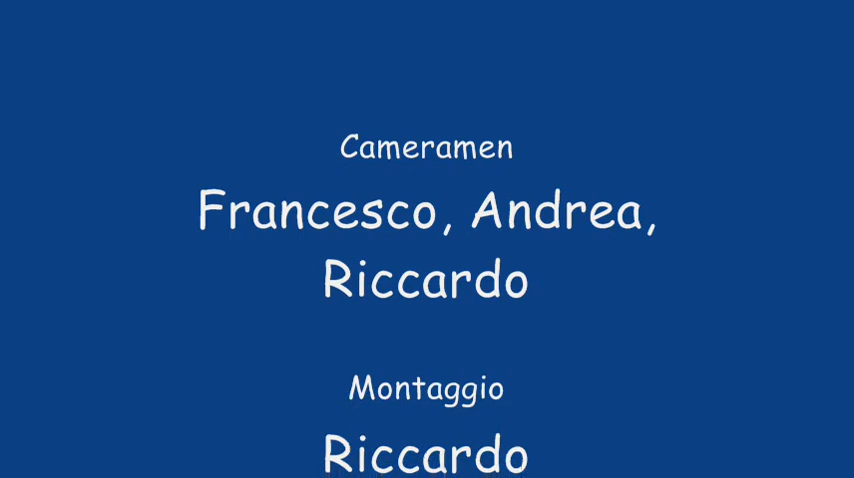 Cameramen
Francesco, Andrea,
Riccardo
Montaggio
Riccardo